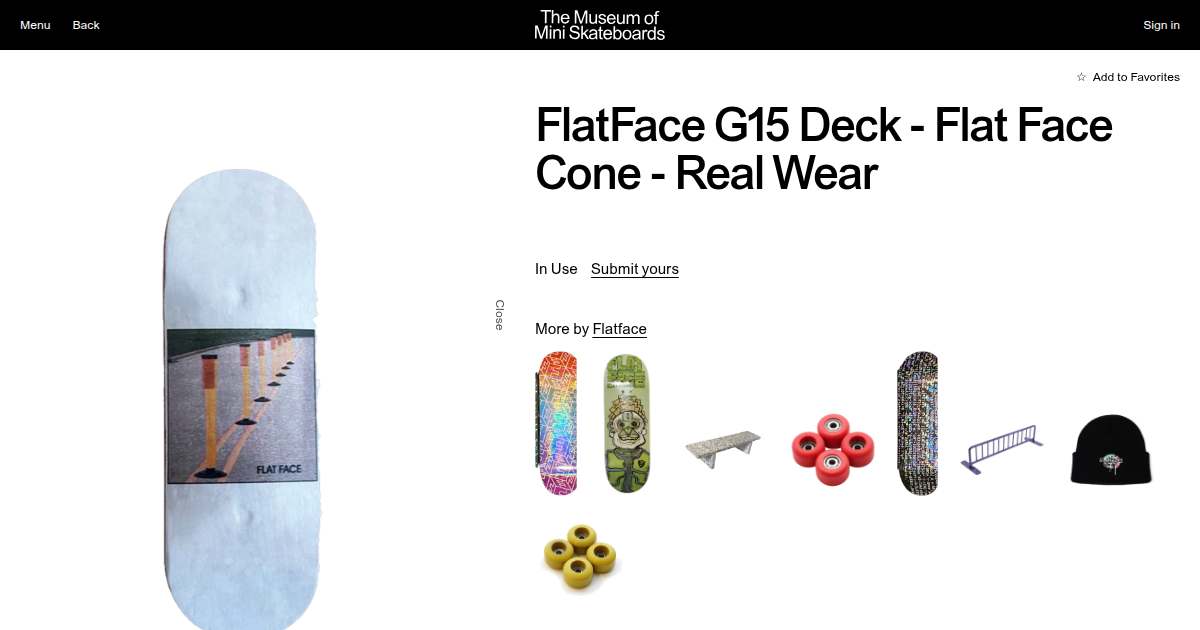 Menu
Back
The Museum of
Mini Skateboards
Sign in
☆ Add to Favorites
FlatFace G15 Deck - Flat Face
Cone - Real Wear
In Use
Submit yours
Close
More by Flatface
FLAT FACE